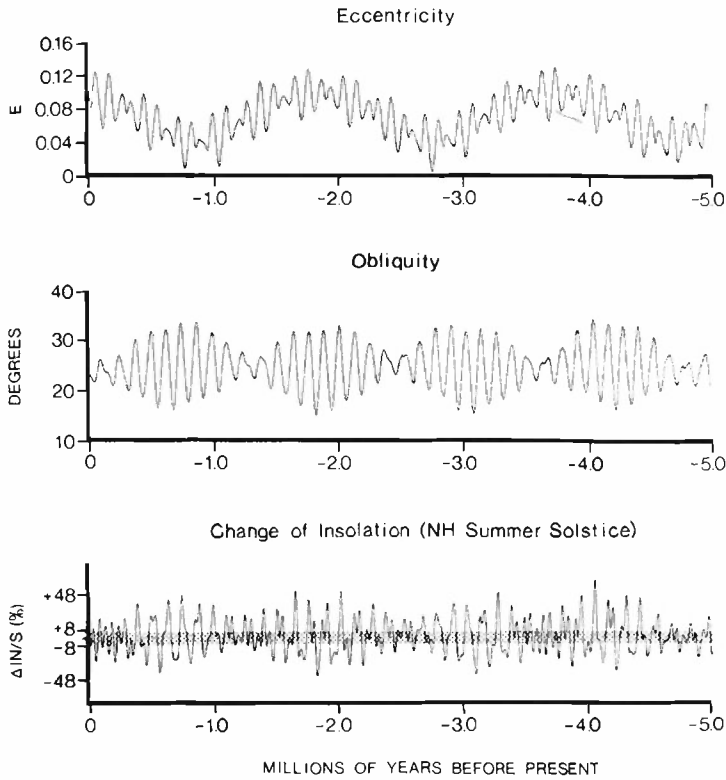 Eccentricity
0.16
0.12
0.08
0.04
0
E
0 -1.0 -2.0 -3.0 -4.0 -5.0
Obliquity
40
30
20
10
DEGREES
0 -1.0 -2.0 -3.0 -4.0 -5.0
Change of Insolation (NH Summer Solstice)
+48
+8
-8
-48
ΔIN/S (%)
0 -1.0 -2.0 -3.0 -4.0 -5.0
MILLIONS OF YEARS BEFORE PRESENT